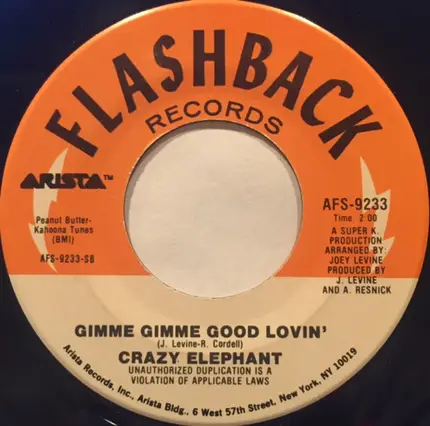 FLASHBACK
RECORDS
ARISTA™
Peanut Butter-
Kahoona Tunes
(BMI)
AFS-9233-SB
AFS-9233
Time 2:00
A SUPER K.
PRODUCTION
ARRANGED BY:
JOEY LEVINE
PRODUCED BY
J. LEVINE
AND A. RESNICK
GIMME GIMME GOOD LOVIN'
(J. Levine-R. Cordell)
CRAZY ELEPHANT
UNAUTHORIZED DUPLICATION IS A
VIOLATION OF APPLICABLE LAWS
Arista Records, Inc., Arista Bldg., 6 West 57th Street, New York, NY 10019